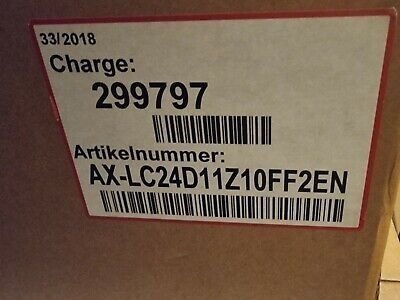 33/2018
Charge:
299797
Artikelnummer:
AX-LC24D11Z10FF2EN